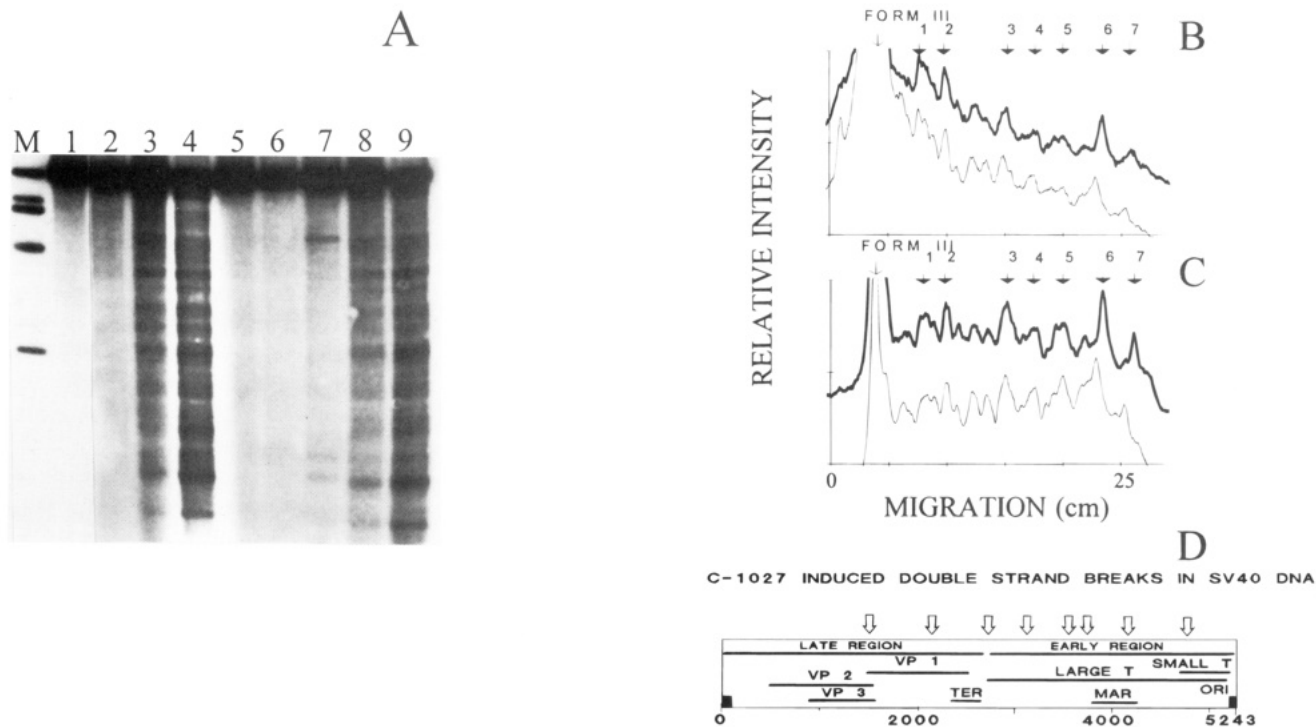 A
M 1 2 3 4 5 6 7 8 9
B
FORM III
1 2 3 4 5 6 7
C
FORM III
1 2 3 4 5 6 7
RELATIVE INTENSITY
0 25
MIGRATION (cm)
D
C-1027 INDUCED DOUBLE STRAND BREAKS IN SV40 DNA
LATE REGION EARLY REGION
VP 1 SMALL T
VP 2 LARGE T
VP 3 TER MAR ORI
0 2000 4000 5243